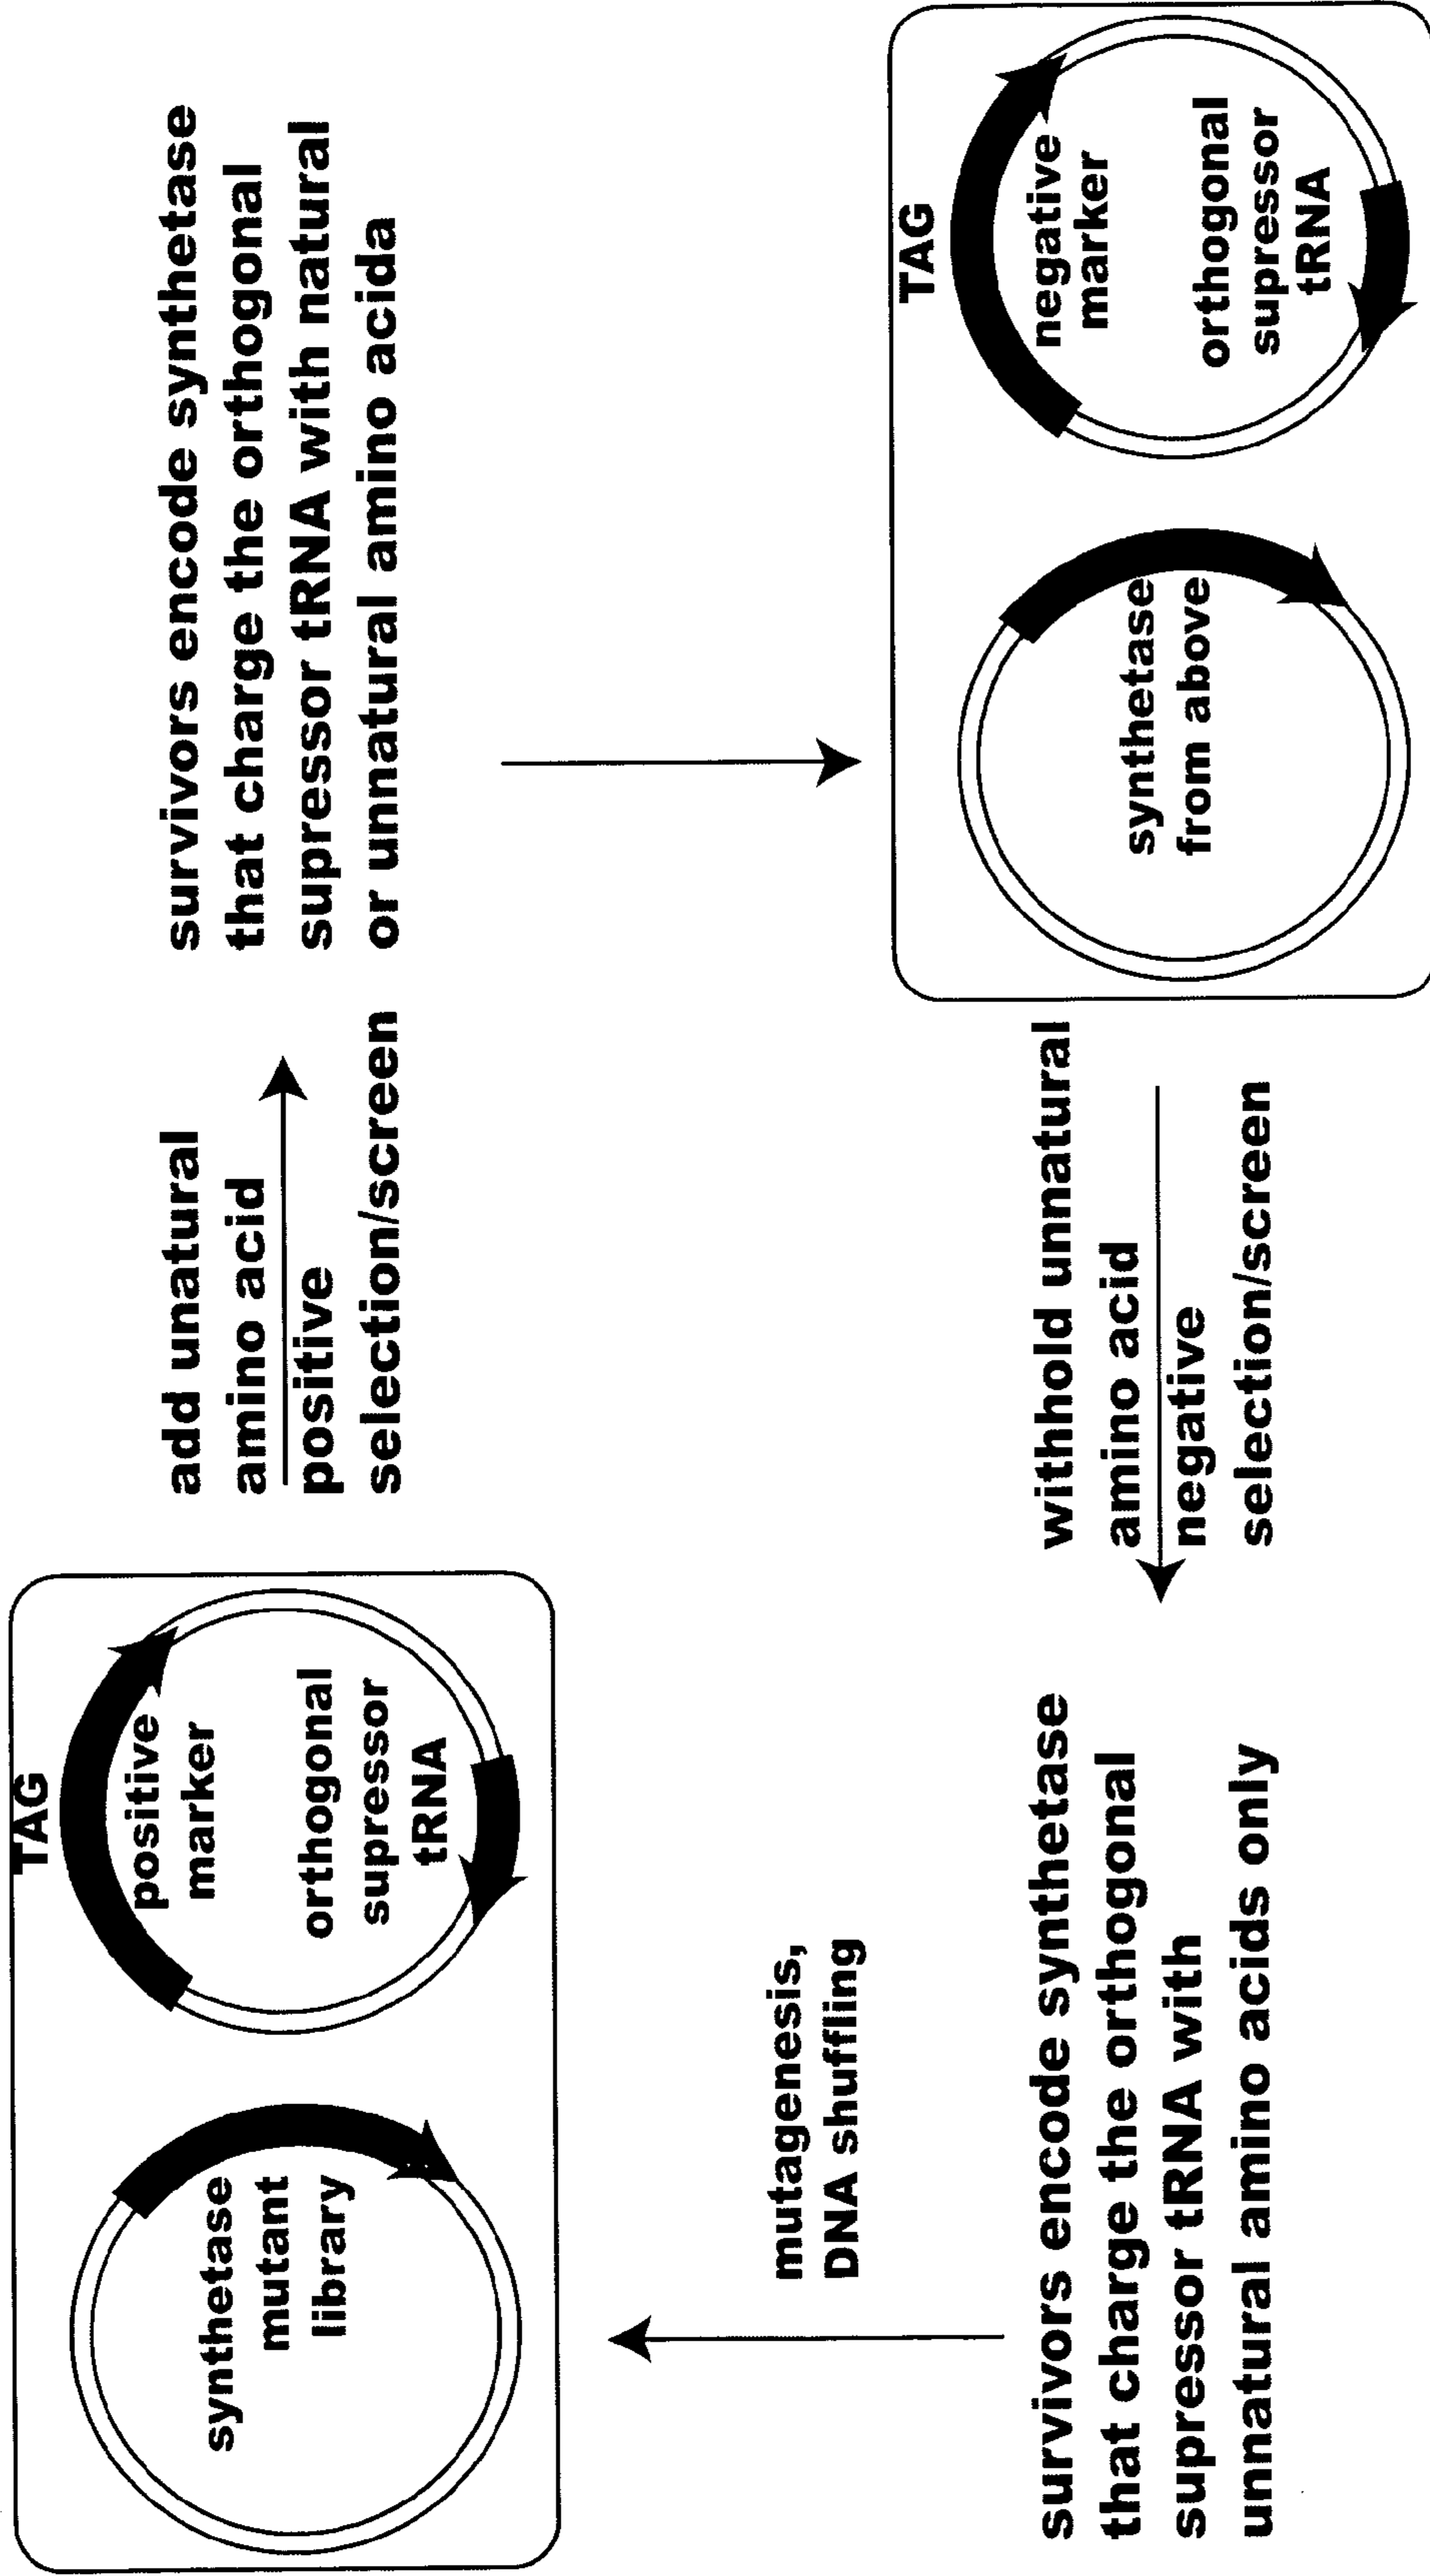 TAG
synthetase
mutant
library
positive
marker
orthogonal
supressor
tRNA
add unatural
amino acid
positive
selection/screen
survivors encode synthetase
that charge the orthogonal
supressor tRNA with natural
or unnatural amino acida
TAG
synthetase
from above
negative
marker
orthogonal
supressor
tRNA
withhold unnatural
amino acid
negative
selection/screen
survivors encode synthetase
that charge the orthogonal
supressor tRNA with
unnatural amino acids only
mutagenesis,
DNA shuffling